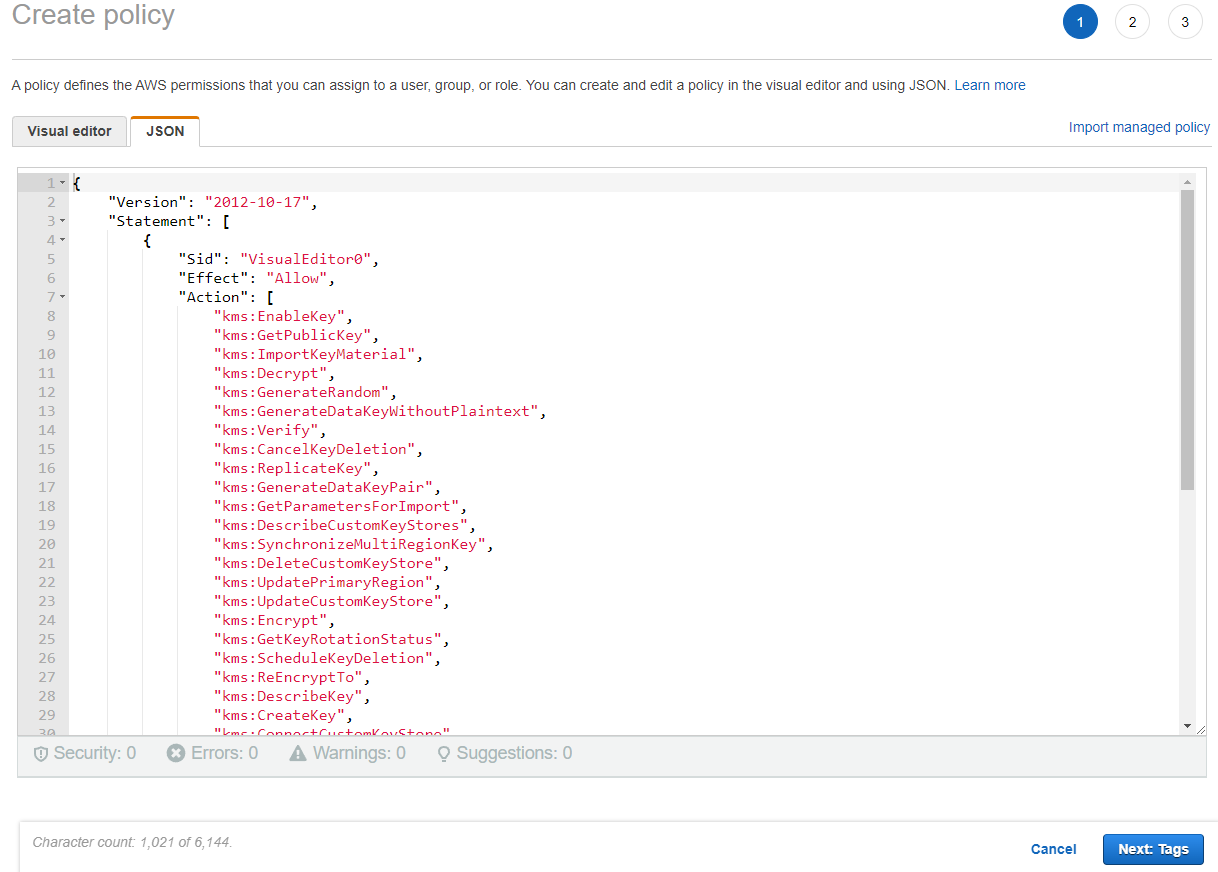 Create policy
1 2 3
A policy defines the AWS permissions that you can assign to a user, group, or role. You can create and edit a policy in the visual editor and using JSON. Learn more
Visual editor JSON Import managed policy
1 {
2 "Version": "2012-10-17",
3 "Statement": [
4 {
5 "Sid": "VisualEditor0",
6 "Effect": "Allow",
7 "Action": [
8 "kms:EnableKey",
9 "kms:GetPublicKey",
10 "kms:ImportKeyMaterial",
11 "kms:Decrypt",
12 "kms:GenerateRandom",
13 "kms:GenerateDataKeyWithoutPlaintext",
14 "kms:Verify",
15 "kms:CancelKeyDeletion",
16 "kms:ReplicateKey",
17 "kms:GenerateDataKeyPair",
18 "kms:GetParametersForImport",
19 "kms:DescribeCustomKeyStores",
20 "kms:SynchronizeMultiRegionKey",
21 "kms:DeleteCustomKeyStore",
22 "kms:UpdatePrimaryRegion",
23 "kms:UpdateCustomKeyStore",
24 "kms:Encrypt",
25 "kms:GetKeyRotationStatus",
26 "kms:ScheduleKeyDeletion",
27 "kms:ReEncryptTo",
28 "kms:DescribeKey",
29 "kms:CreateKey",
30 "kms:ConnectCustomKeyStore"
Security: 0 Errors: 0 Warnings: 0 Suggestions: 0
Character count: 1,021 of 6,144.
Cancel Next: Tags